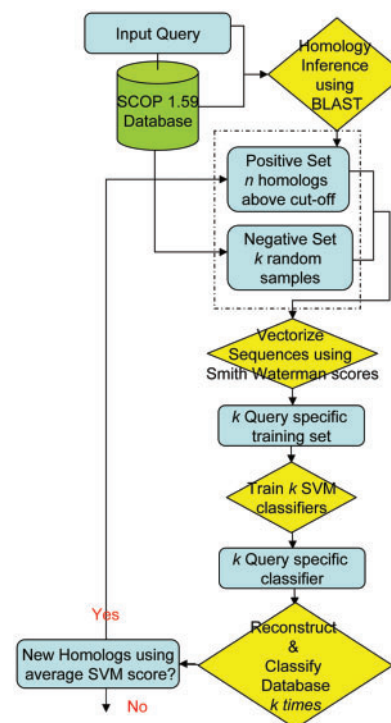 Input Query
SCOP 1.59
Database
Homology
Inference
using
BLAST
Positive Set
n homologs
above cut-off
Negative Set
k random
samples
Vectorize
Sequences using
Smith Waterman scores
k Query specific
training set
Train k SVM
classifiers
k Query specific
classifier
Reconstruct
&
Classify
Database
k times
Yes
New Homologs using
average SVM score?
No